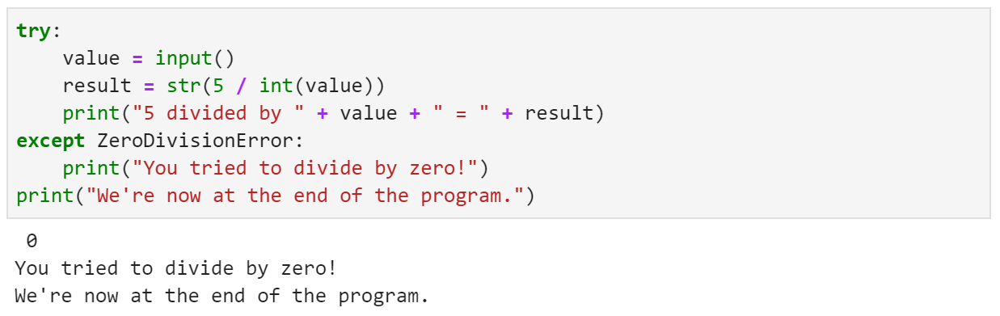 try:
    value = input()
    result = str(5 / int(value))
    print("5 divided by " + value + " = " + result)
except ZeroDivisionError:
    print("You tried to divide by zero!")
print("We're now at the end of the program.")
0
You tried to divide by zero!
We're now at the end of the program.